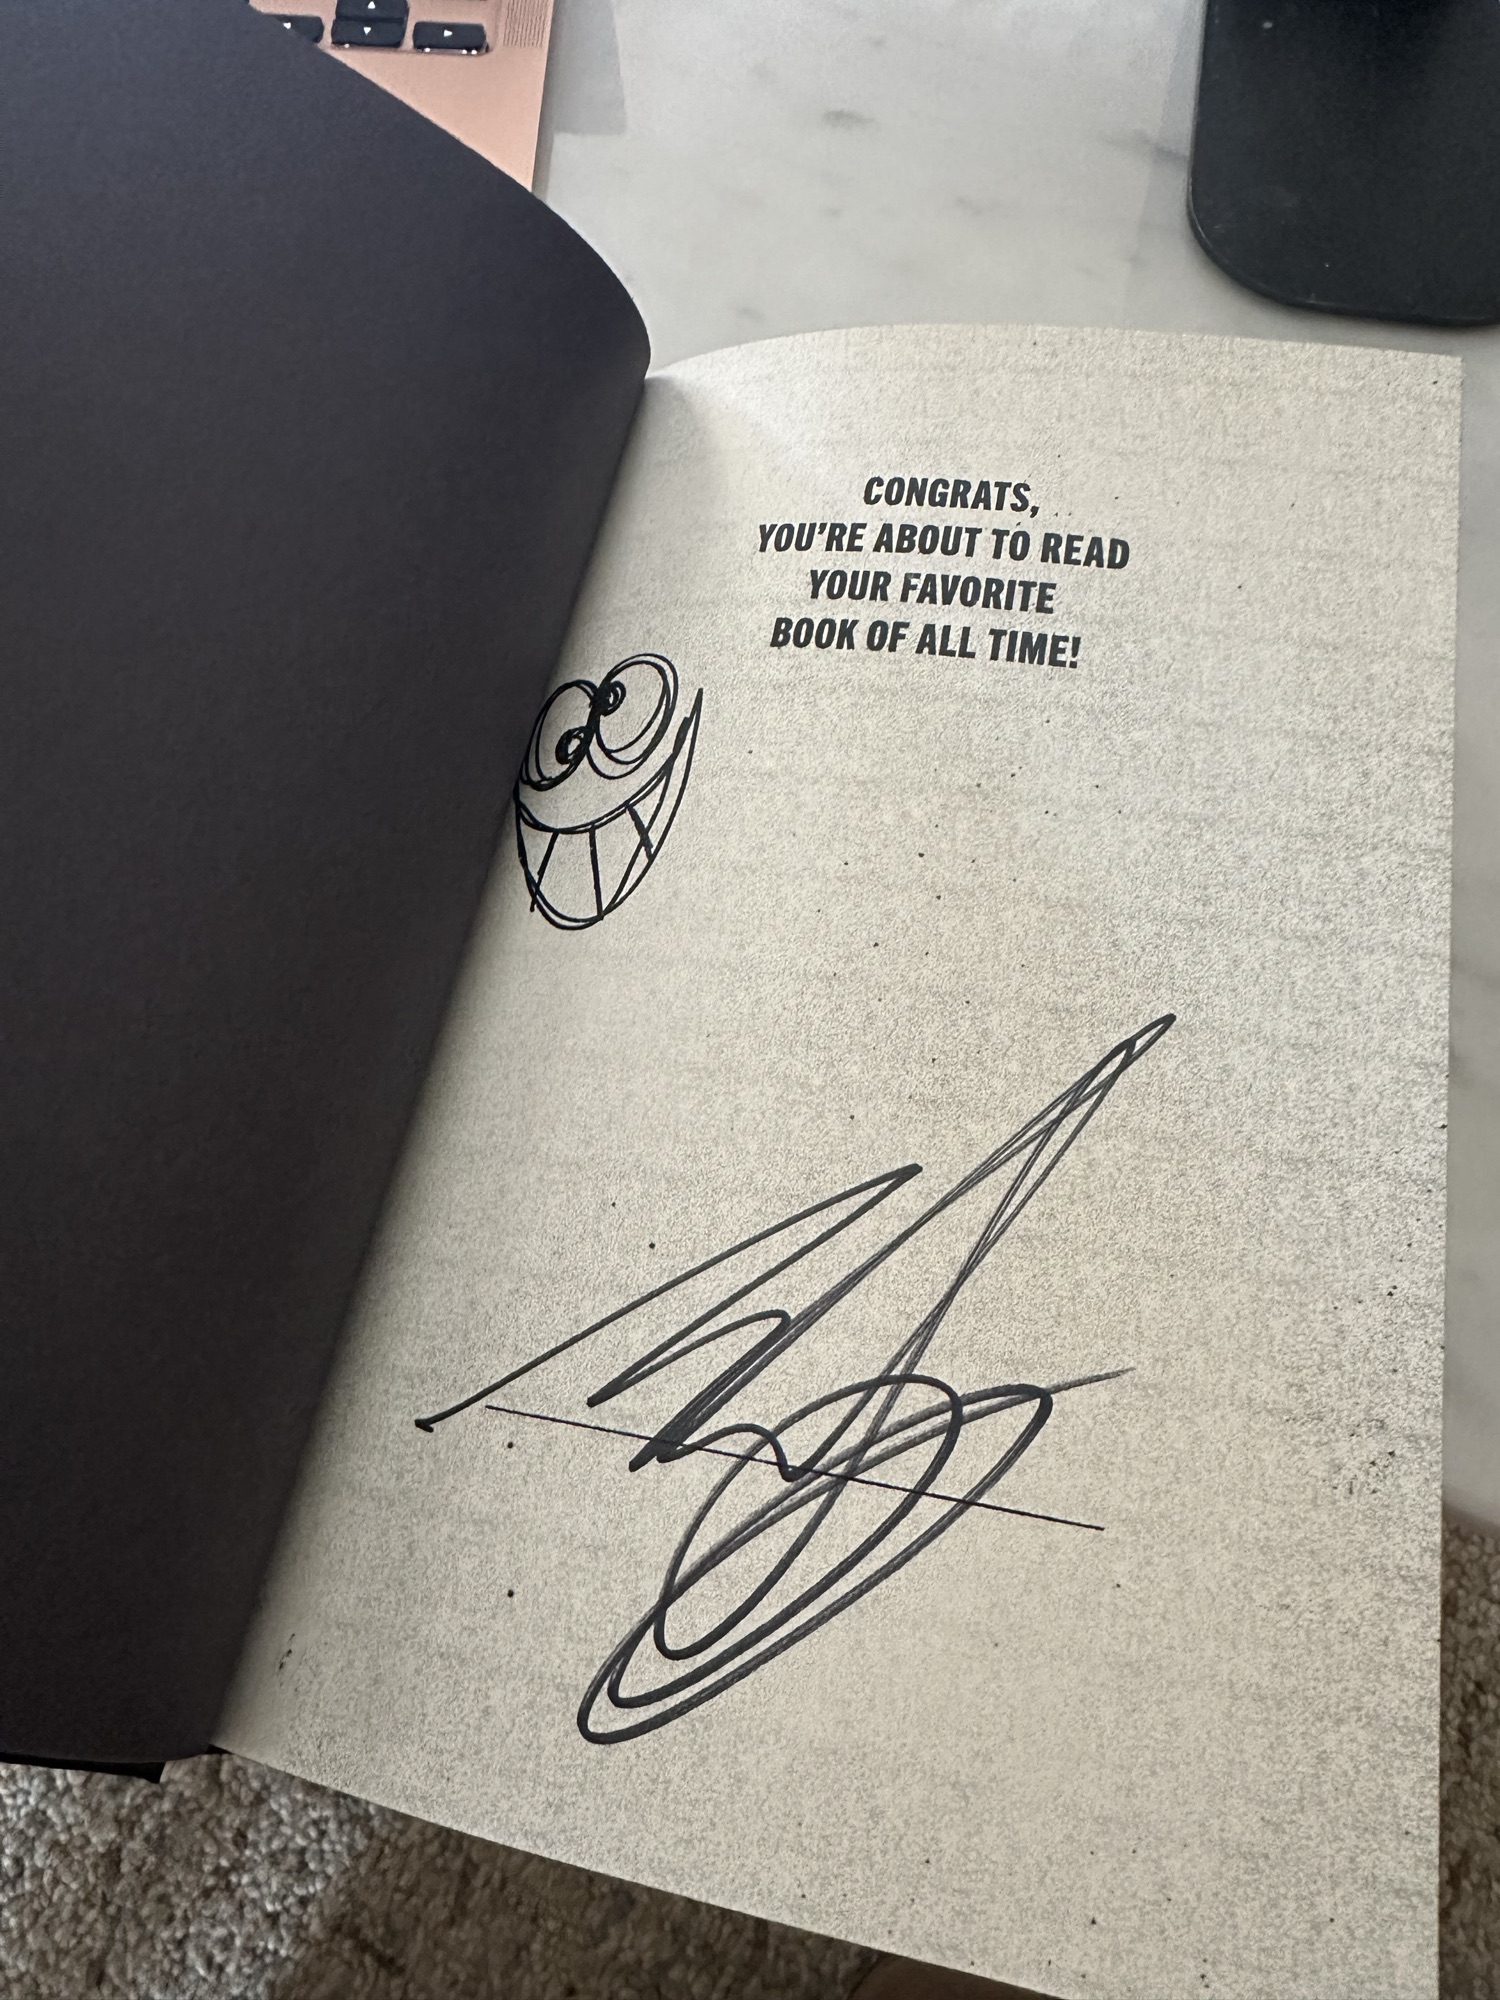 CONGRATS,
YOU'RE ABOUT TO READ
YOUR FAVORITE
BOOK OF ALL TIME!